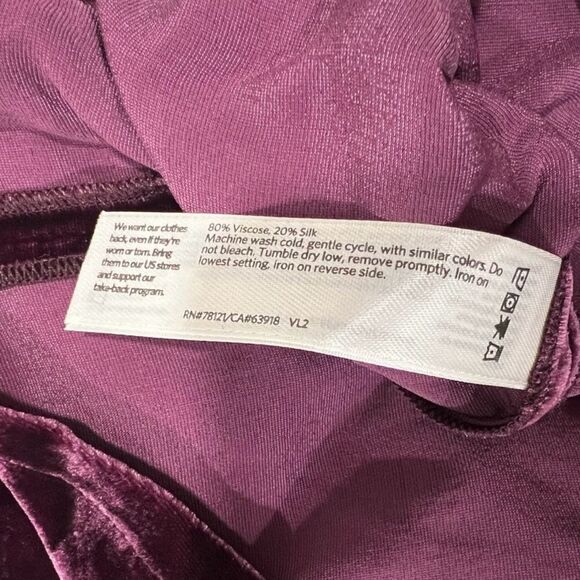 We want our clothes
back, even if they're
worn or torn. Bring
them to our US stores
and support our
take-back program.
80% Viscose, 20% Silk
Machine wash cold, gentle cycle, with similar colors. Do
not bleach. Tumble dry low, remove promptly. Iron on
lowest setting, iron on reverse side.
RN#78121/CA#63918 VL2